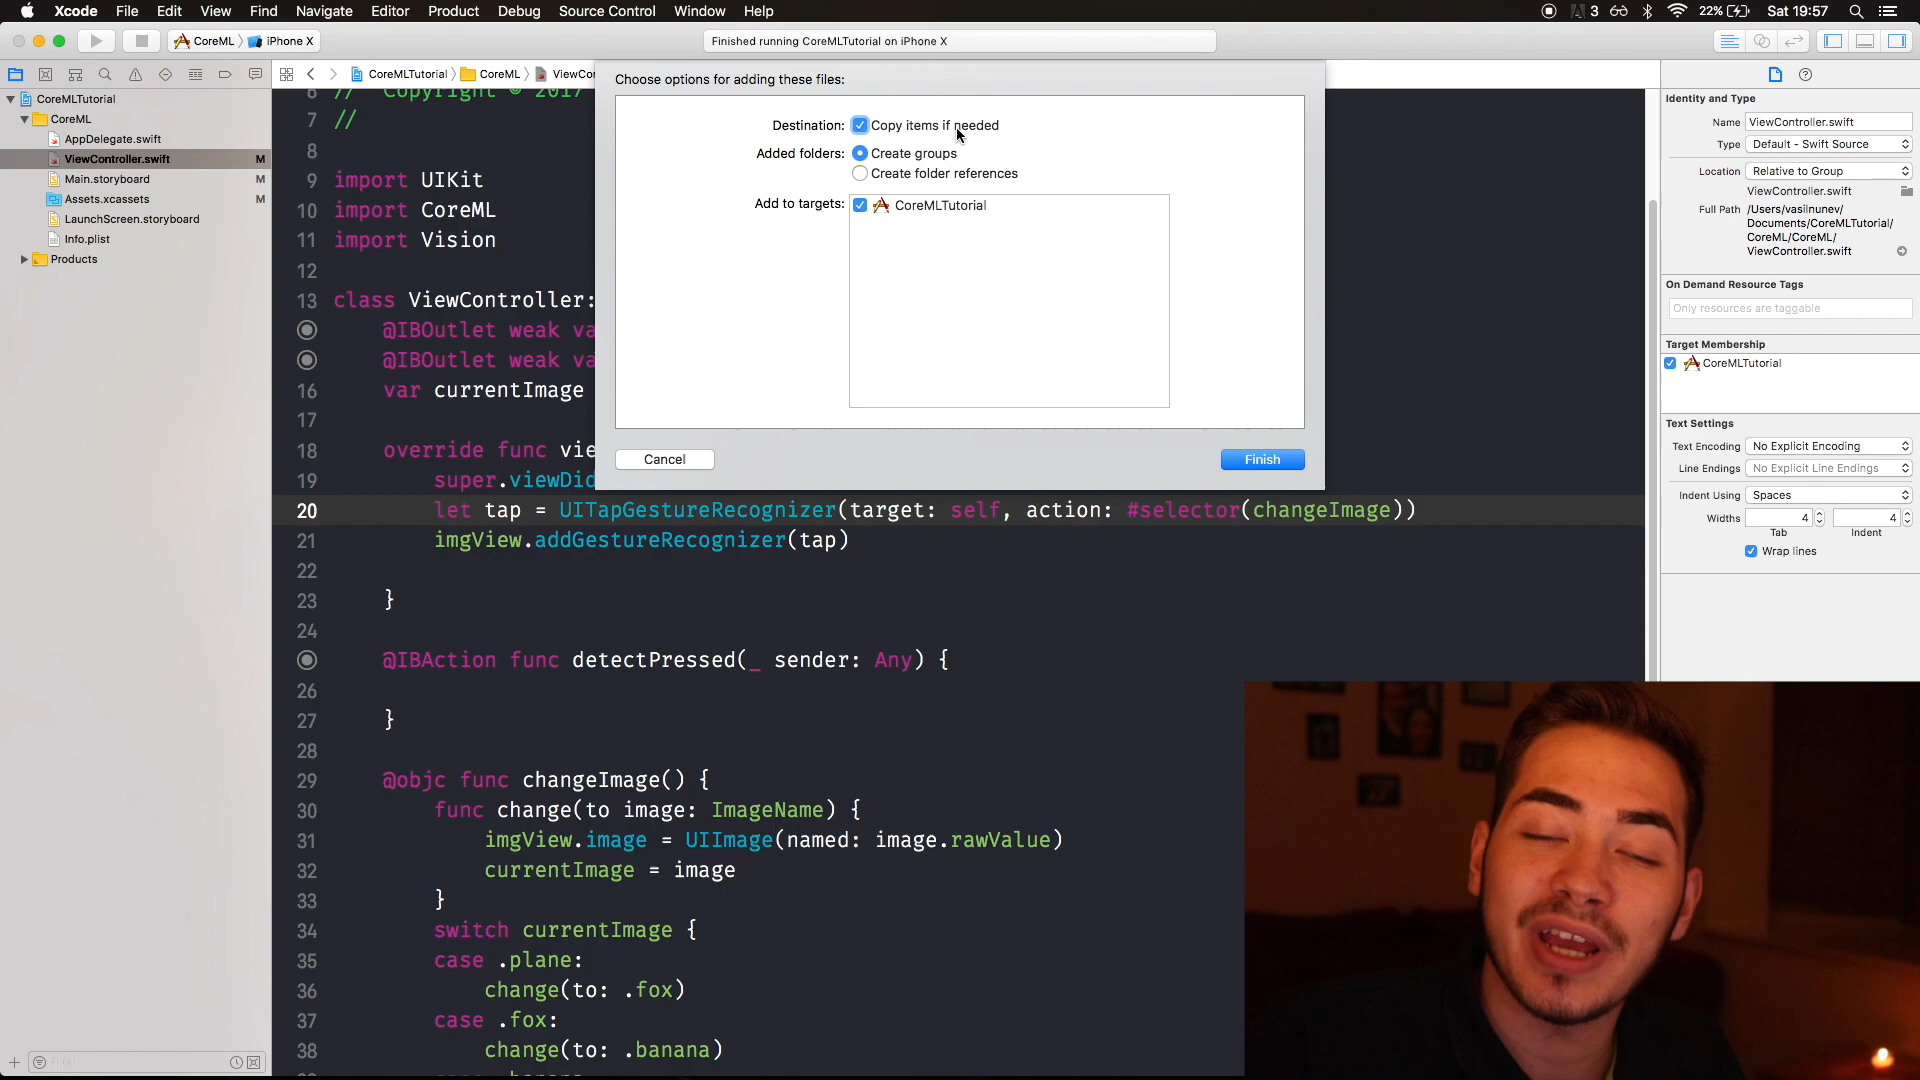 Xcode File Edit View Find Navigate Editor Product Debug Source Control Window Help
3 22% Sat 19:57
CoreML iPhone X
Finished running CoreMLTutorial on iPhone X
CoreMLTutorial CoreML ViewCo
CoreMLTutorial
CoreML
AppDelegate.swift
ViewController.swift M
Main.storyboard M
Assets.xcassets M
LaunchScreen.storyboard
Info.plist
Products
Choose options for adding these files:
Destination: Copy items if needed
Added folders: Create groups
Create folder references
Add to targets: CoreMLTutorial
Cancel Finish
6 // Copyright © 2017
7 //
8
9 import UIKit
10 import CoreML
11 import Vision
12
13 class ViewController:
@IBOutlet weak va
@IBOutlet weak va
16 var currentImage
17
18 override func vie
19 super.viewDid
20 let tap = UITapGestureRecognizer(target: self, action: #selector(changeImage))
21 imgView.addGestureRecognizer(tap)
22
23 }
24
@IBAction func detectPressed(_ sender: Any) {
26
27 }
28
29 @objc func changeImage() {
30 func change(to image: ImageName) {
31 imgView.image = UIImage(named: image.rawValue)
32 currentImage = image
33 }
34 switch currentImage {
35 case .plane:
36 change(to: .fox)
37 case .fox:
38 change(to: .banana)
Identity and Type
Name ViewController.swift
Type Default - Swift Source
Location Relative to Group
ViewController.swift
Full Path /Users/vasilnunev/
Documents/CoreMLTutorial/
CoreML/CoreML/
ViewController.swift
On Demand Resource Tags
Only resources are taggable
Target Membership
CoreMLTutorial
Text Settings
Text Encoding No Explicit Encoding
Line Endings No Explicit Line Endings
Indent Using Spaces
Widths 4 4
Tab Indent
Wrap lines